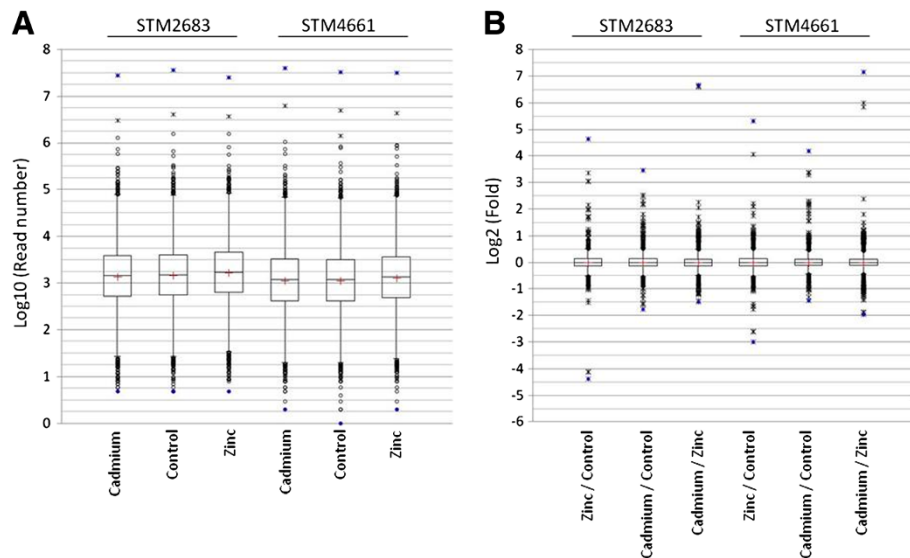 A
STM2683 STM4661
Log10 (Read number)
8
7
6
5
4
3
2
1
0
Cadmium
Control
Zinc
Cadmium
Control
Zinc
B
STM2683 STM4661
Log2 (Fold)
8
7
6
5
4
3
2
1
0
-1
-2
-3
-4
-5
-6
Zinc / Control
Cadmium / Control
Cadmium / Zinc
Zinc / Control
Cadmium / Control
Cadmium / Zinc